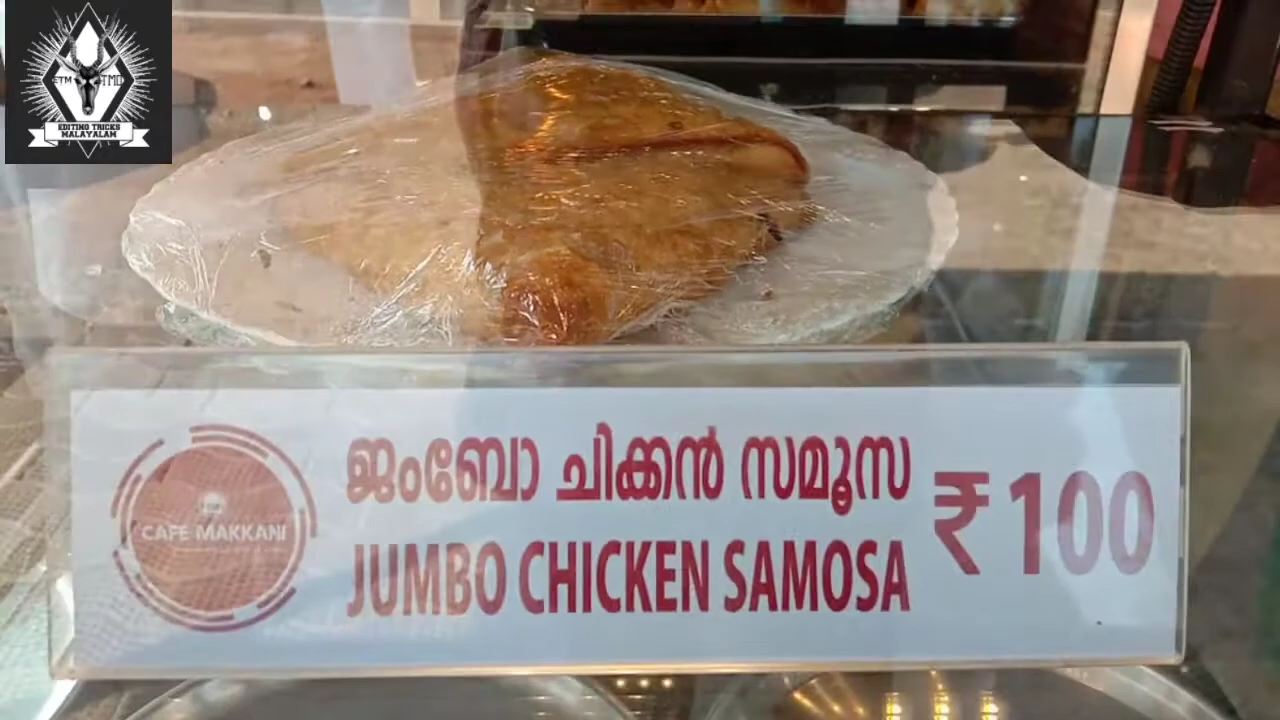 ETM TMD
EDITING TRICKS
MALAYALAM
CAFE MAKKANI
ജംബോ ചിക്കൻ സമൂസ
JUMBO CHICKEN SAMOSA
₹ 100